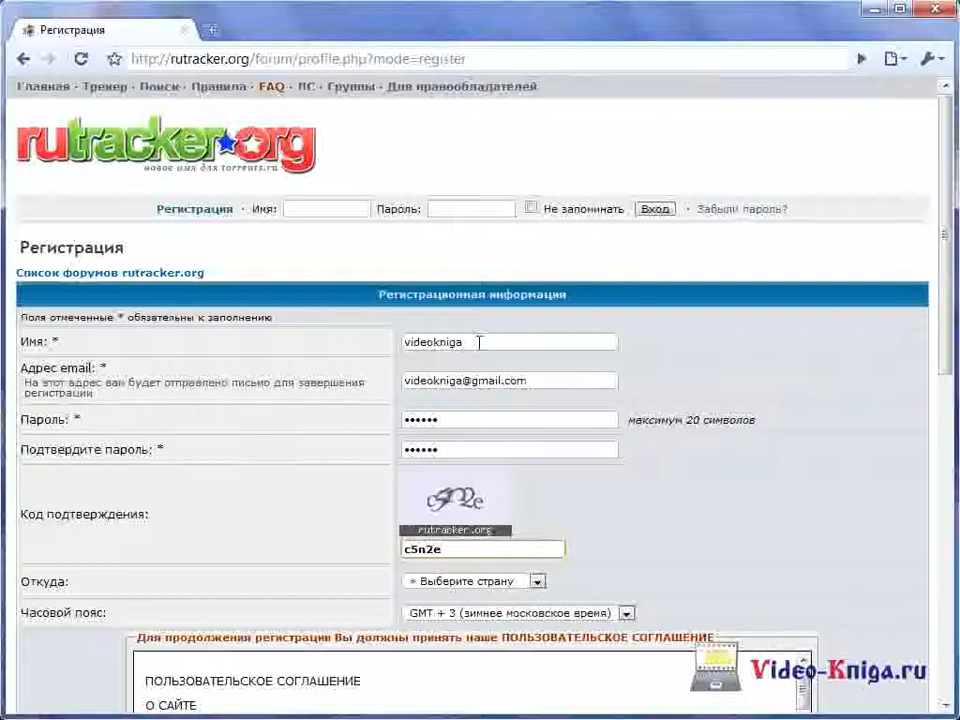 Регистрация
http://rutracker.org/forum/profile.php?mode=register
Главная · Трекер · Поиск · Правила · FAQ · ЛС · Группы · Для правообладателей
rutracker.org
новое имя для torrents.ru
Регистрация · Имя: Пароль: Не запоминать Вход · Забыли пароль?
Регистрация
Список форумов rutracker.org
Регистрационная информация
Поля отмеченные * обязательны к заполнению
Имя: * videokniga
Адрес email: * videokniga@gmail.com
На этот адрес вам будет отправлено письмо для завершения
регистрации
Пароль: * •••••• максимум 20 символов
Подтвердите пароль: * ••••••
c5n2e
rutracker.org
Код подтверждения:
c5n2e
Откуда: » Выберите страну
Часовой пояс: GMT + 3 (зимнее московское время)
Для продолжения регистрации Вы должны принять наше ПОЛЬЗОВАТЕЛЬСКОЕ СОГЛАШЕНИЕ
ПОЛЬЗОВАТЕЛЬСКОЕ СОГЛАШЕНИЕ
О САЙТЕ
Video-Kniga.ru